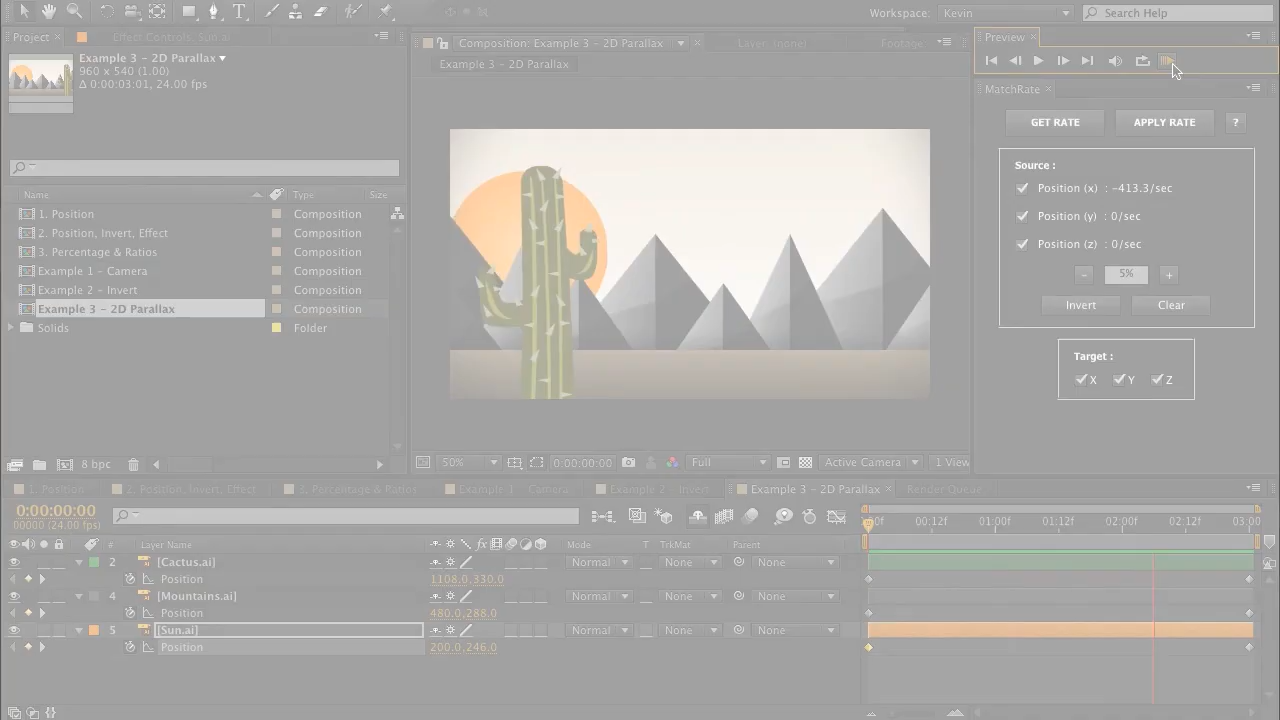 Workspace: Kevin
Search Help
Project
Effect Controls: Sun.ai
Example 3 - 2D Parallax
960 x 540 (1.00)
Δ 0:00:03:01, 24.00 fps
Name Type Size
1. Position Composition
2. Position, Invert, Effect Composition
3. Percentage & Ratios Composition
Example 1 - Camera Composition
Example 2 - Invert Composition
Example 3 - 2D Parallax Composition
Solids Folder
8 bpc
Composition: Example 3 - 2D Parallax
Layer: (none)
Footage
Example 3 - 2D Parallax
50%
0:00:00:00
Full
Active Camera
1 View
Preview
MatchRate
GET RATE
APPLY RATE
?
Source :
Position (x) : -413.3/sec
Position (y) : 0/sec
Position (z) : 0/sec
- 5% +
Invert
Clear
Target :
X Y Z
1. Position
2. Position, Invert, Effect
3. Percentage & Ratios
Example 1 - Camera
Example 2 - Invert
Example 3 - 2D Parallax
Render Queue
0:00:00:00
00000 (24.00 fps)
00:12f 01:00f 01:12f 02:00f 02:12f 03:00
Layer Name Mode T TrkMat Parent
2 [Cactus.ai] Normal None None
Position 1108.0,330.0
4 [Mountains.ai] Normal None None
Position 480.0,288.0
5 [Sun.ai] Normal None None
Position 200.0,246.0